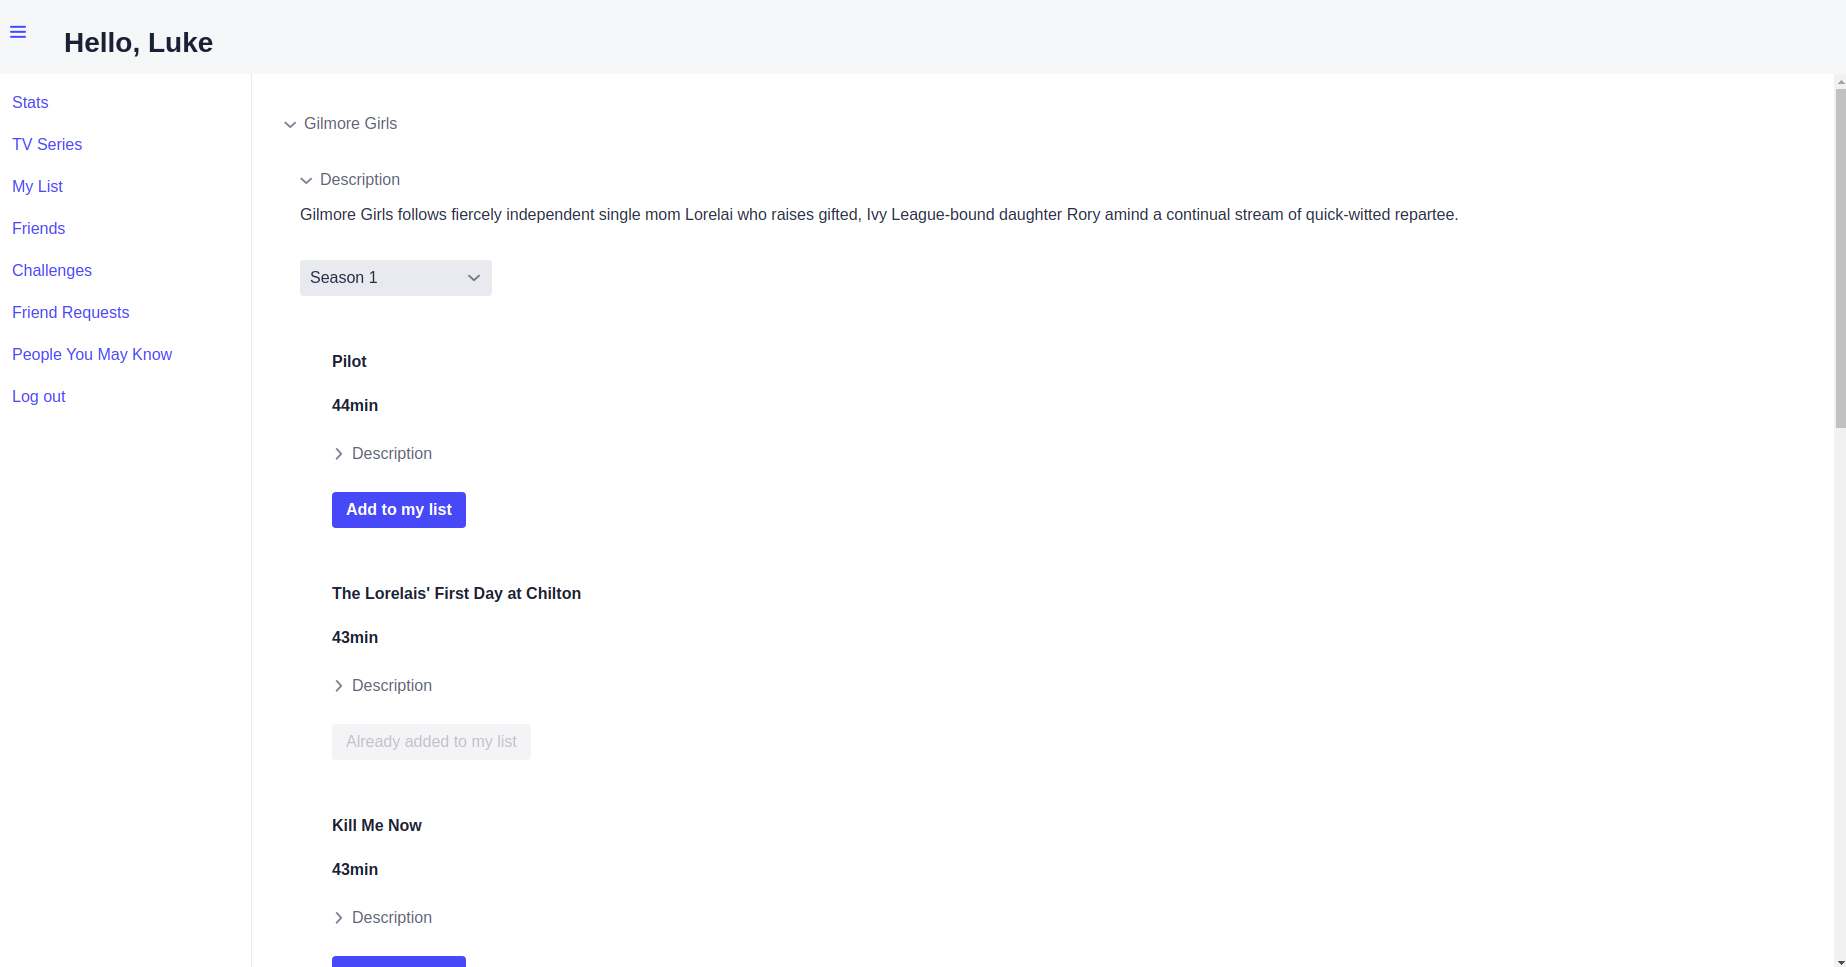 Hello, Luke
Stats
TV Series
My List
Friends
Challenges
Friend Requests
People You May Know
Log out
Gilmore Girls
Description
Gilmore Girls follows fiercely independent single mom Lorelai who raises gifted, Ivy League-bound daughter Rory amind a continual stream of quick-witted repartee.
Season 1
Pilot
44min
Description
Add to my list
The Lorelais' First Day at Chilton
43min
Description
Already added to my list
Kill Me Now
43min
Description